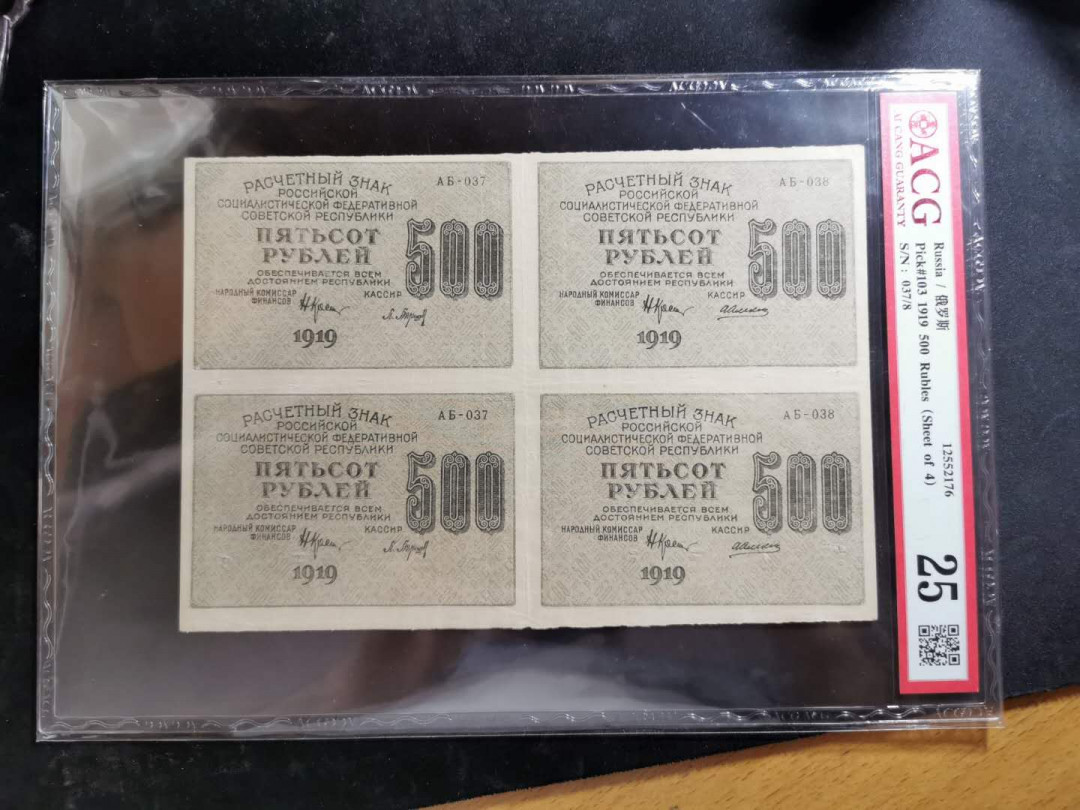 РАСЧЕТНЫЙ ЗНАК
АБ-037
РОССИЙСКОЙ
СОЦИАЛИСТИЧЕСКОЙ ФЕДЕРАТИВНОЙ
СОВЕТСКОЙ РЕСПУБЛИКИ
ПЯТЬСОТ
РУБЛЕЙ
500
ОБЕСПЕЧИВАЕТСЯ ВСЕМ
ДОСТОЯНИЕМ РЕСПУБЛИКИ
НАРОДНЫЙ КОМИССАР
ФИНАНСОВ
КАССИР
1919
РАСЧЕТНЫЙ ЗНАК
АБ-038
РОССИЙСКОЙ
СОЦИАЛИСТИЧЕСКОЙ ФЕДЕРАТИВНОЙ
СОВЕТСКОЙ РЕСПУБЛИКИ
ПЯТЬСОТ
РУБЛЕЙ
500
ОБЕСПЕЧИВАЕТСЯ ВСЕМ
ДОСТОЯНИЕМ РЕСПУБЛИКИ
НАРОДНЫЙ КОМИССАР
ФИНАНСОВ
КАССИР
1919
РАСЧЕТНЫЙ ЗНАК
АБ-037
РОССИЙСКОЙ
СОЦИАЛИСТИЧЕСКОЙ ФЕДЕРАТИВНОЙ
СОВЕТСКОЙ РЕСПУБЛИКИ
ПЯТЬСОТ
РУБЛЕЙ
500
ОБЕСПЕЧИВАЕТСЯ ВСЕМ
ДОСТОЯНИЕМ РЕСПУБЛИКИ
НАРОДНЫЙ КОМИССАР
ФИНАНСОВ
КАССИР
1919
РАСЧЕТНЫЙ ЗНАК
АБ-038
РОССИЙСКОЙ
СОЦИАЛИСТИЧЕСКОЙ ФЕДЕРАТИВНОЙ
СОВЕТСКОЙ РЕСПУБЛИКИ
ПЯТЬСОТ
РУБЛЕЙ
500
ОБЕСПЕЧИВАЕТСЯ ВСЕМ
ДОСТОЯНИЕМ РЕСПУБЛИКИ
НАРОДНЫЙ КОМИССАР
ФИНАНСОВ
КАССИР
1919
ACG
AI CANG GUARANTY
Russia / 俄罗斯
12552176
Pick#103 1919 500 Rubles (Sheet of 4)
S/N: 037/8
25